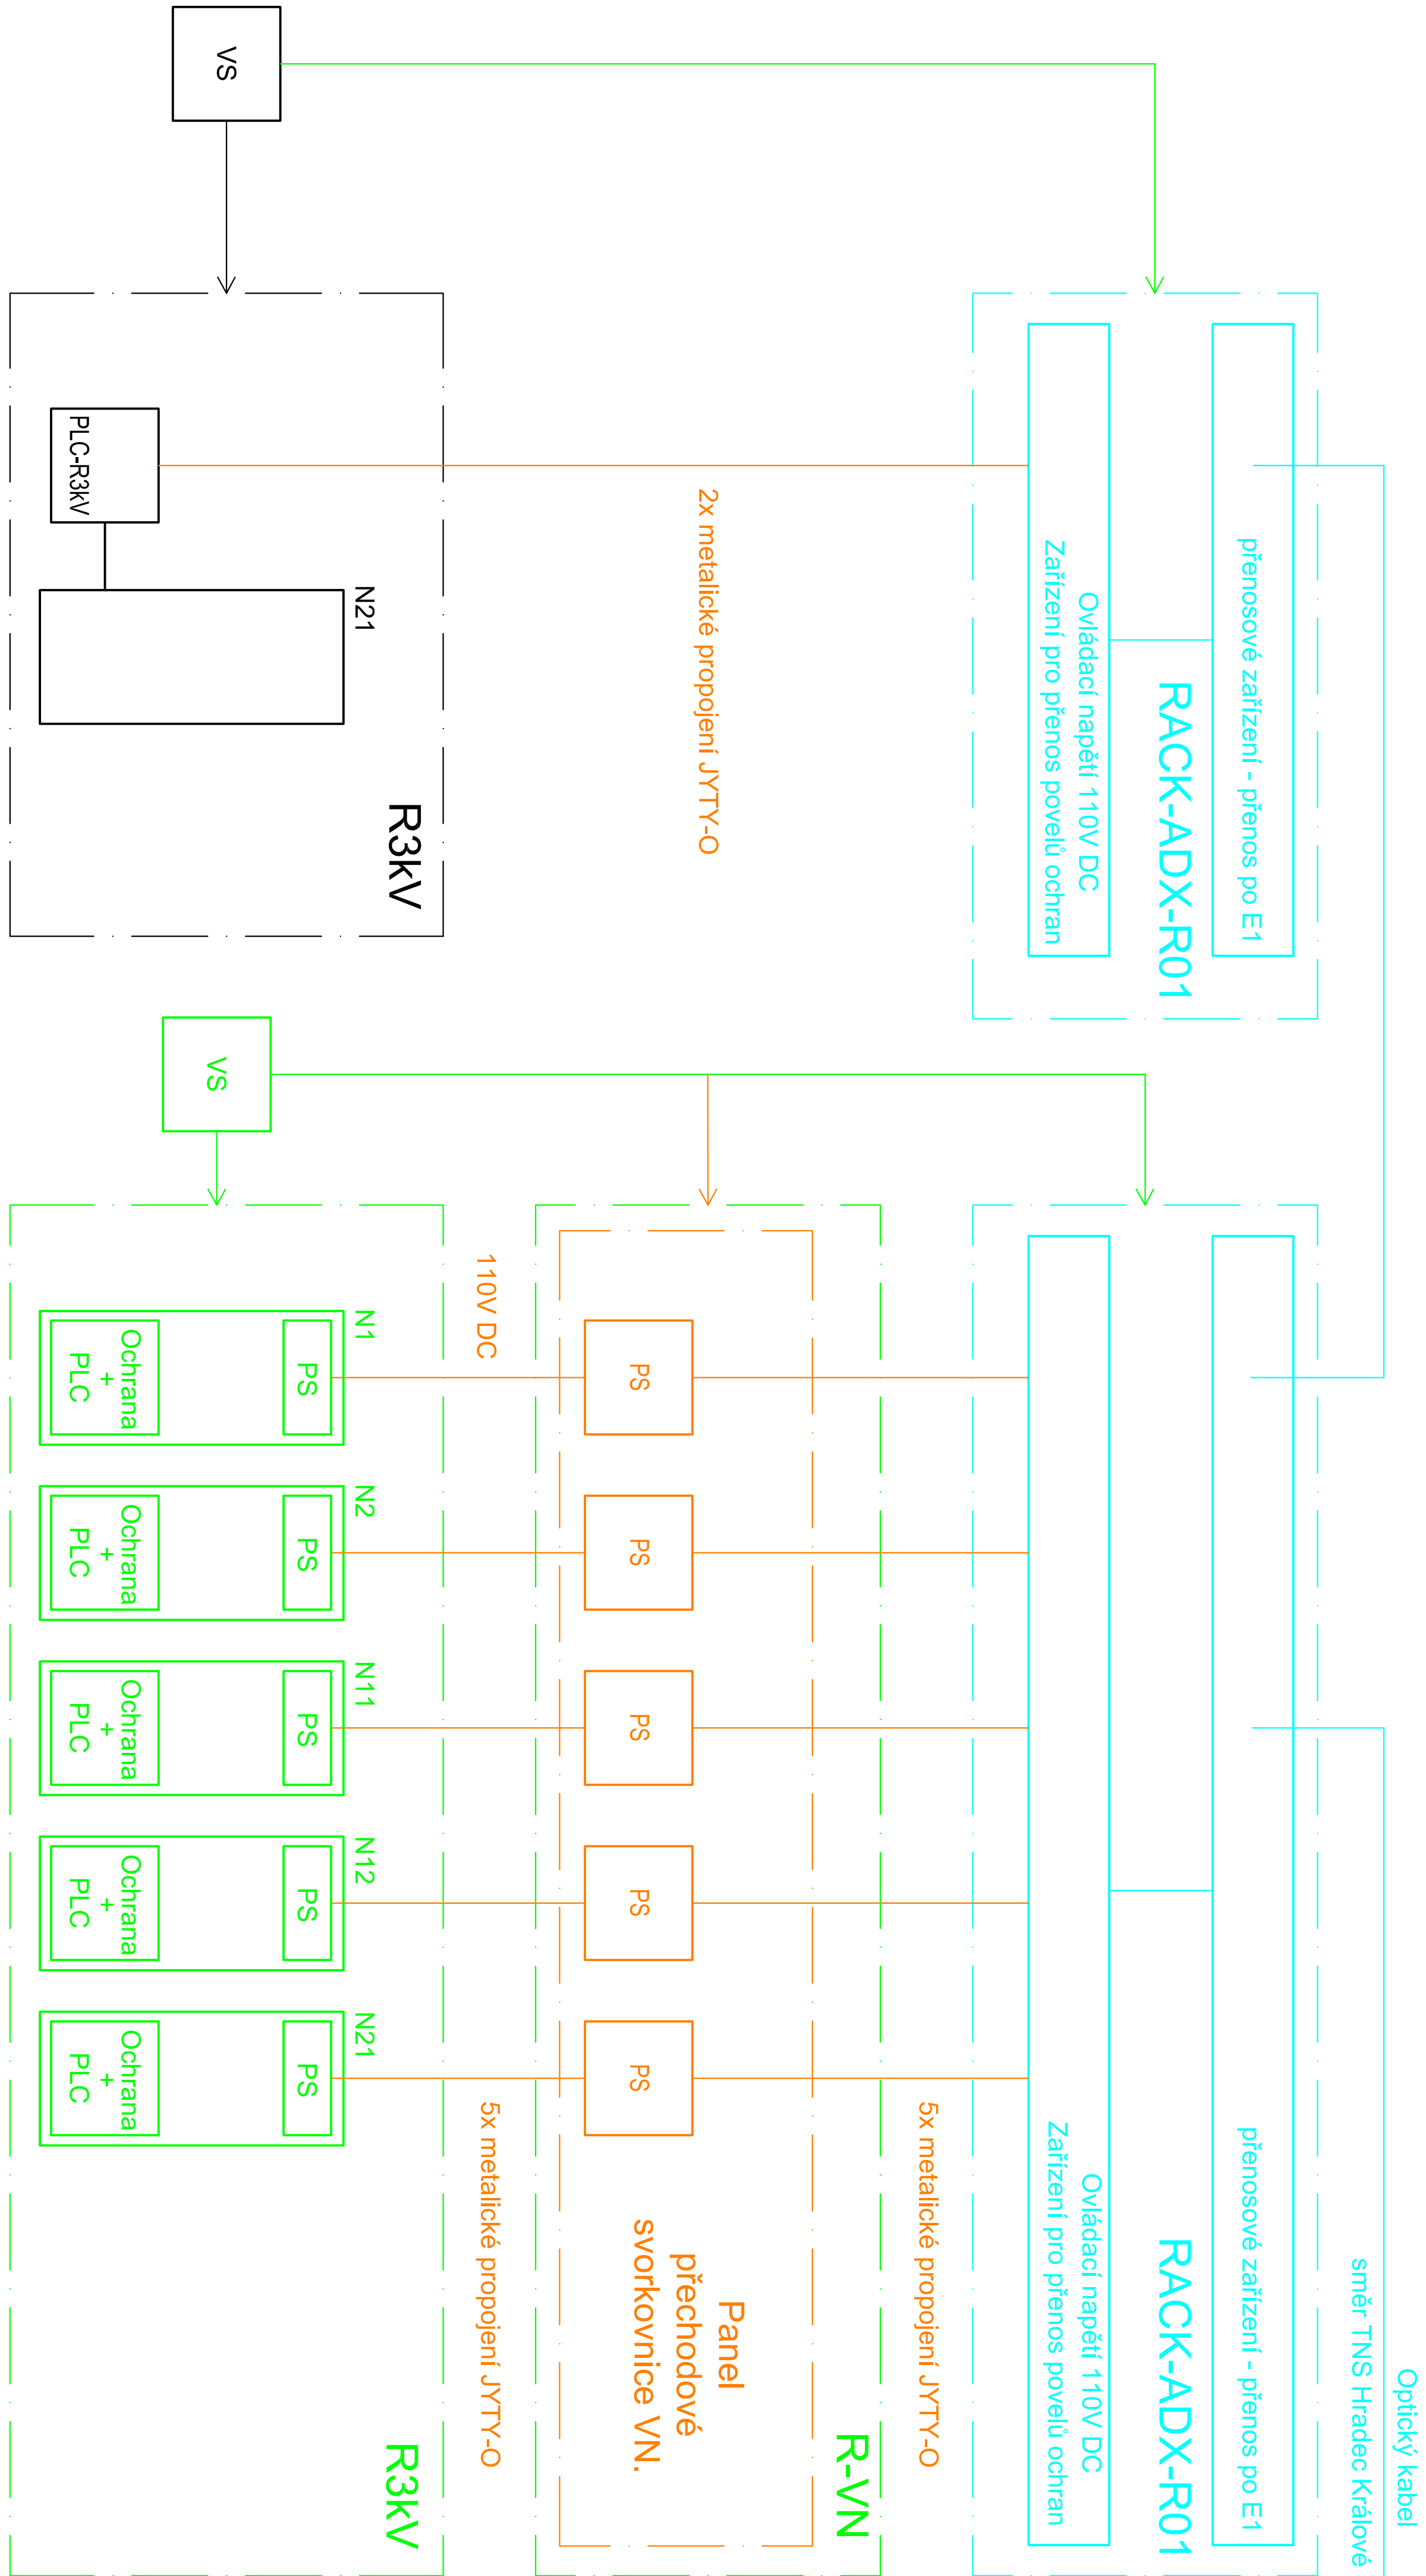 Optický kabel
směr TNS Hradec Králové
přenosové zařízení - přenos po E1
RACK-ADX-R01
Ovládací napětí 110V DC
Zařízení pro přenos povelů ochran
2x metalické propojení JYTY-O
VS
R3kV
N21
PLC-R3kV
přenosové zařízení - přenos po E1
RACK-ADX-R01
Ovládací napětí 110V DC
Zařízení pro přenos povelů ochran
5x metalické propojení JYTY-O
R-VN
Panel
přechodové
svorkovnice VN.
PS
PS
PS
PS
PS
110V DC
5x metalické propojení JYTY-O
VS
R3kV
N1
PS
Ochrana
+
PLC
N2
PS
Ochrana
+
PLC
N11
PS
Ochrana
+
PLC
N12
PS
Ochrana
+
PLC
N21
PS
Ochrana
+
PLC